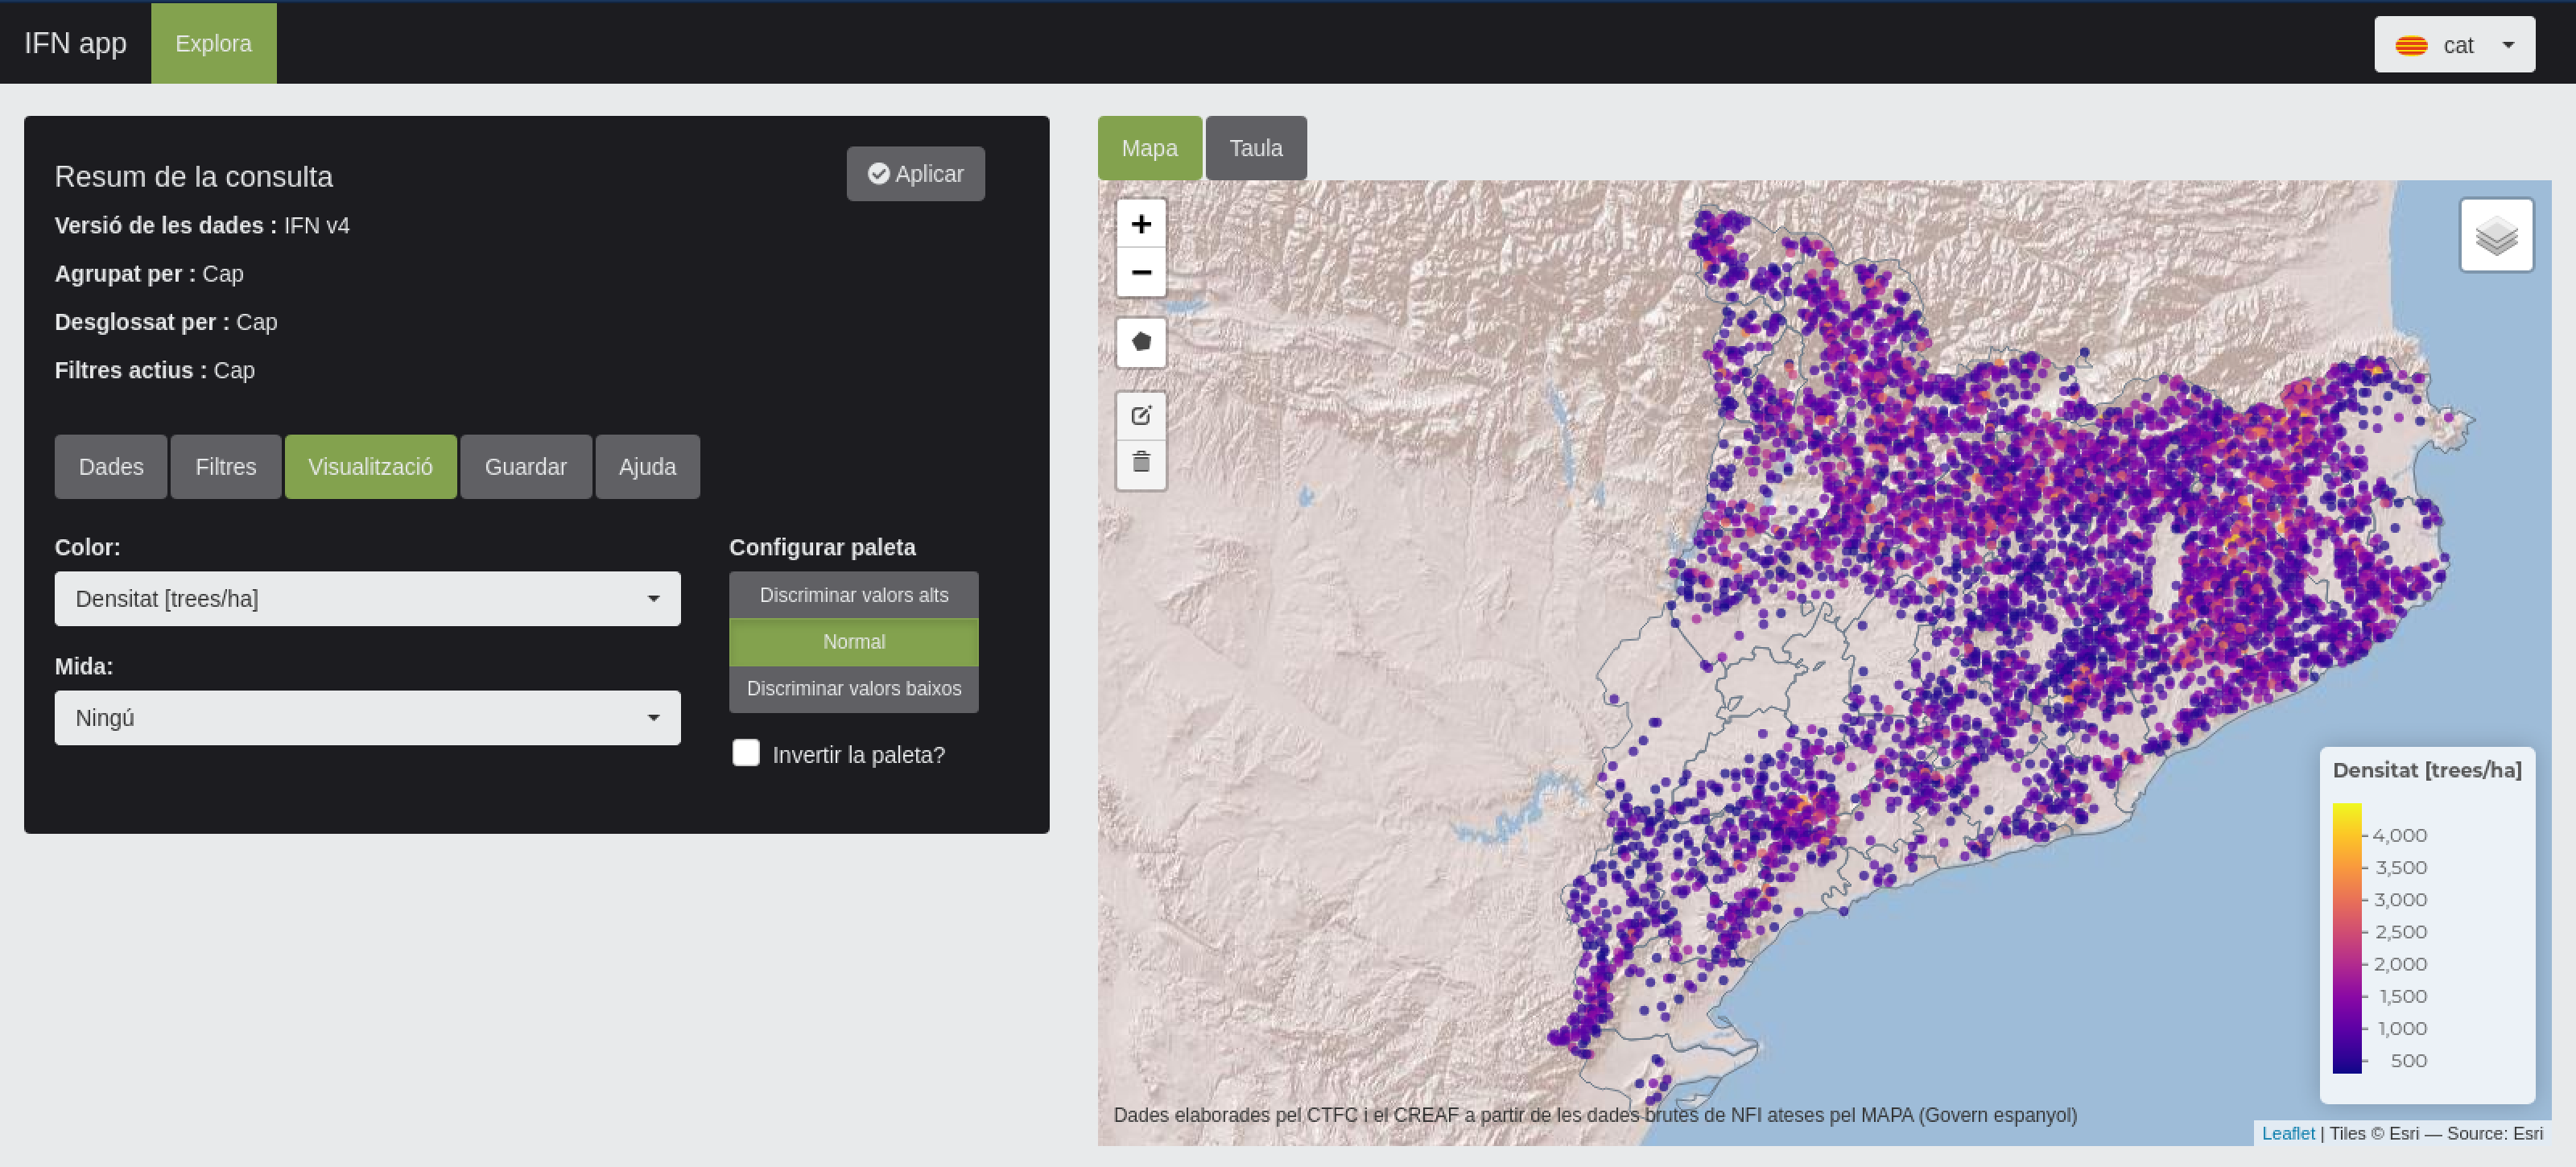 IFN app
Explora
cat
Resum de la consulta
Aplicar
Versió de les dades : IFN v4
Agrupat per : Cap
Desglossat per : Cap
Filtres actius : Cap
Dades
Filtres
Visualització
Guardar
Ajuda
Color:
Densitat [trees/ha]
Mida:
Ningú
Configurar paleta
Discriminar valors alts
Normal
Discriminar valors baixos
Invertir la paleta?
Mapa
Taula
+
−
Densitat [trees/ha]
4,000
3,500
3,000
2,500
2,000
1,500
1,000
500
Dades elaborades pel CTFC i el CREAF a partir de les dades brutes de NFI ateses pel MAPA (Govern espanyol)
Leaflet | Tiles © Esri — Source: Esri